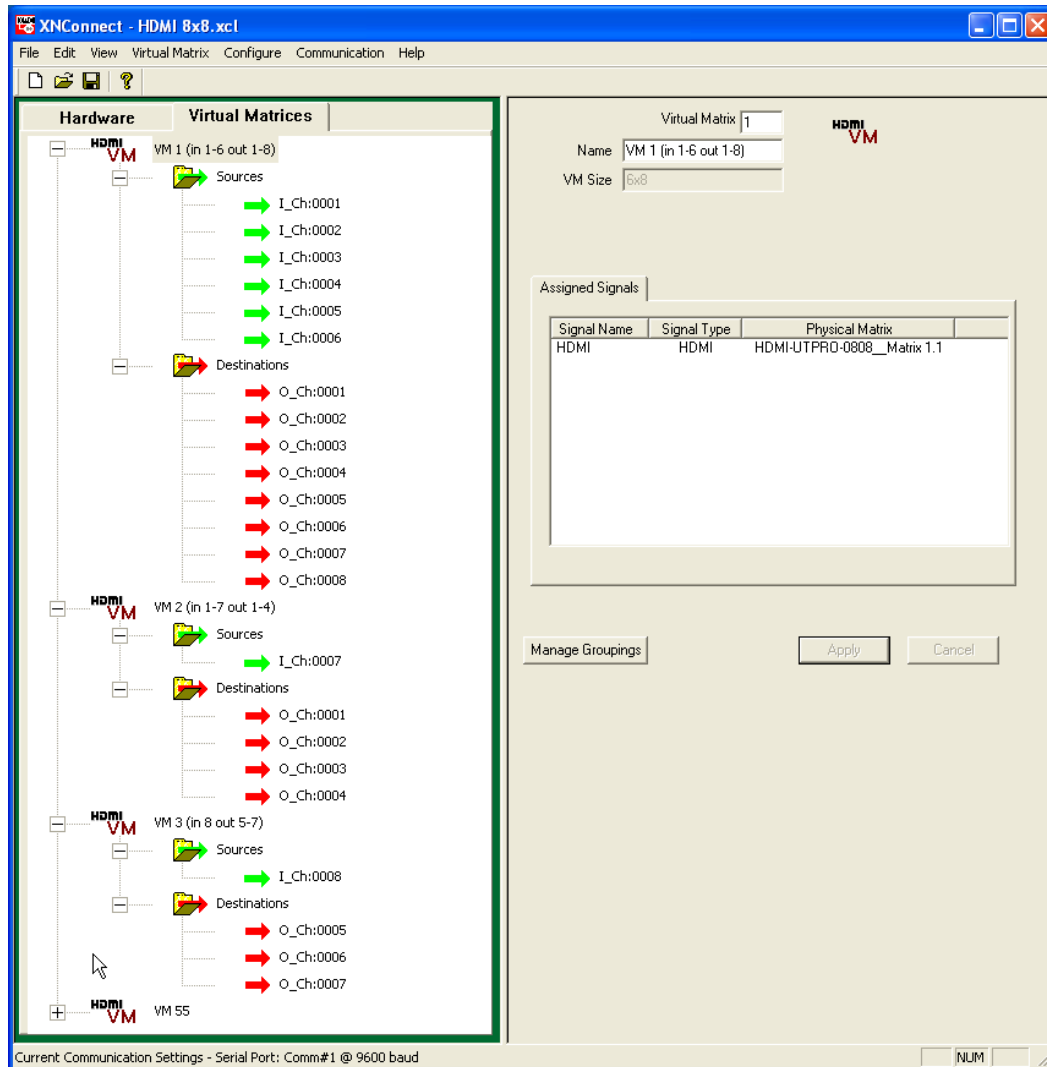 XNConnect - HDMI 8x8.xcl
File Edit View Virtual Matrix Configure Communication Help
Hardware Virtual Matrices
HDMI VM VM 1 (in 1-6 out 1-8)
Sources
I_Ch:0001
I_Ch:0002
I_Ch:0003
I_Ch:0004
I_Ch:0005
I_Ch:0006
Destinations
O_Ch:0001
O_Ch:0002
O_Ch:0003
O_Ch:0004
O_Ch:0005
O_Ch:0006
O_Ch:0007
O_Ch:0008
HDMI VM VM 2 (in 1-7 out 1-4)
Sources
I_Ch:0007
Destinations
O_Ch:0001
O_Ch:0002
O_Ch:0003
O_Ch:0004
HDMI VM VM 3 (in 8 out 5-7)
Sources
I_Ch:0008
Destinations
O_Ch:0005
O_Ch:0006
O_Ch:0007
HDMI VM VM 55
Virtual Matrix 1
HDMI VM
Name VM 1 (in 1-6 out 1-8)
VM Size 6x8
Assigned Signals
Signal Name Signal Type Physical Matrix
HDMI HDMI HDMI-UTPRO-0808__Matrix 1.1
Manage Groupings Apply Cancel
Current Communication Settings - Serial Port: Comm#1 @ 9600 baud NUM